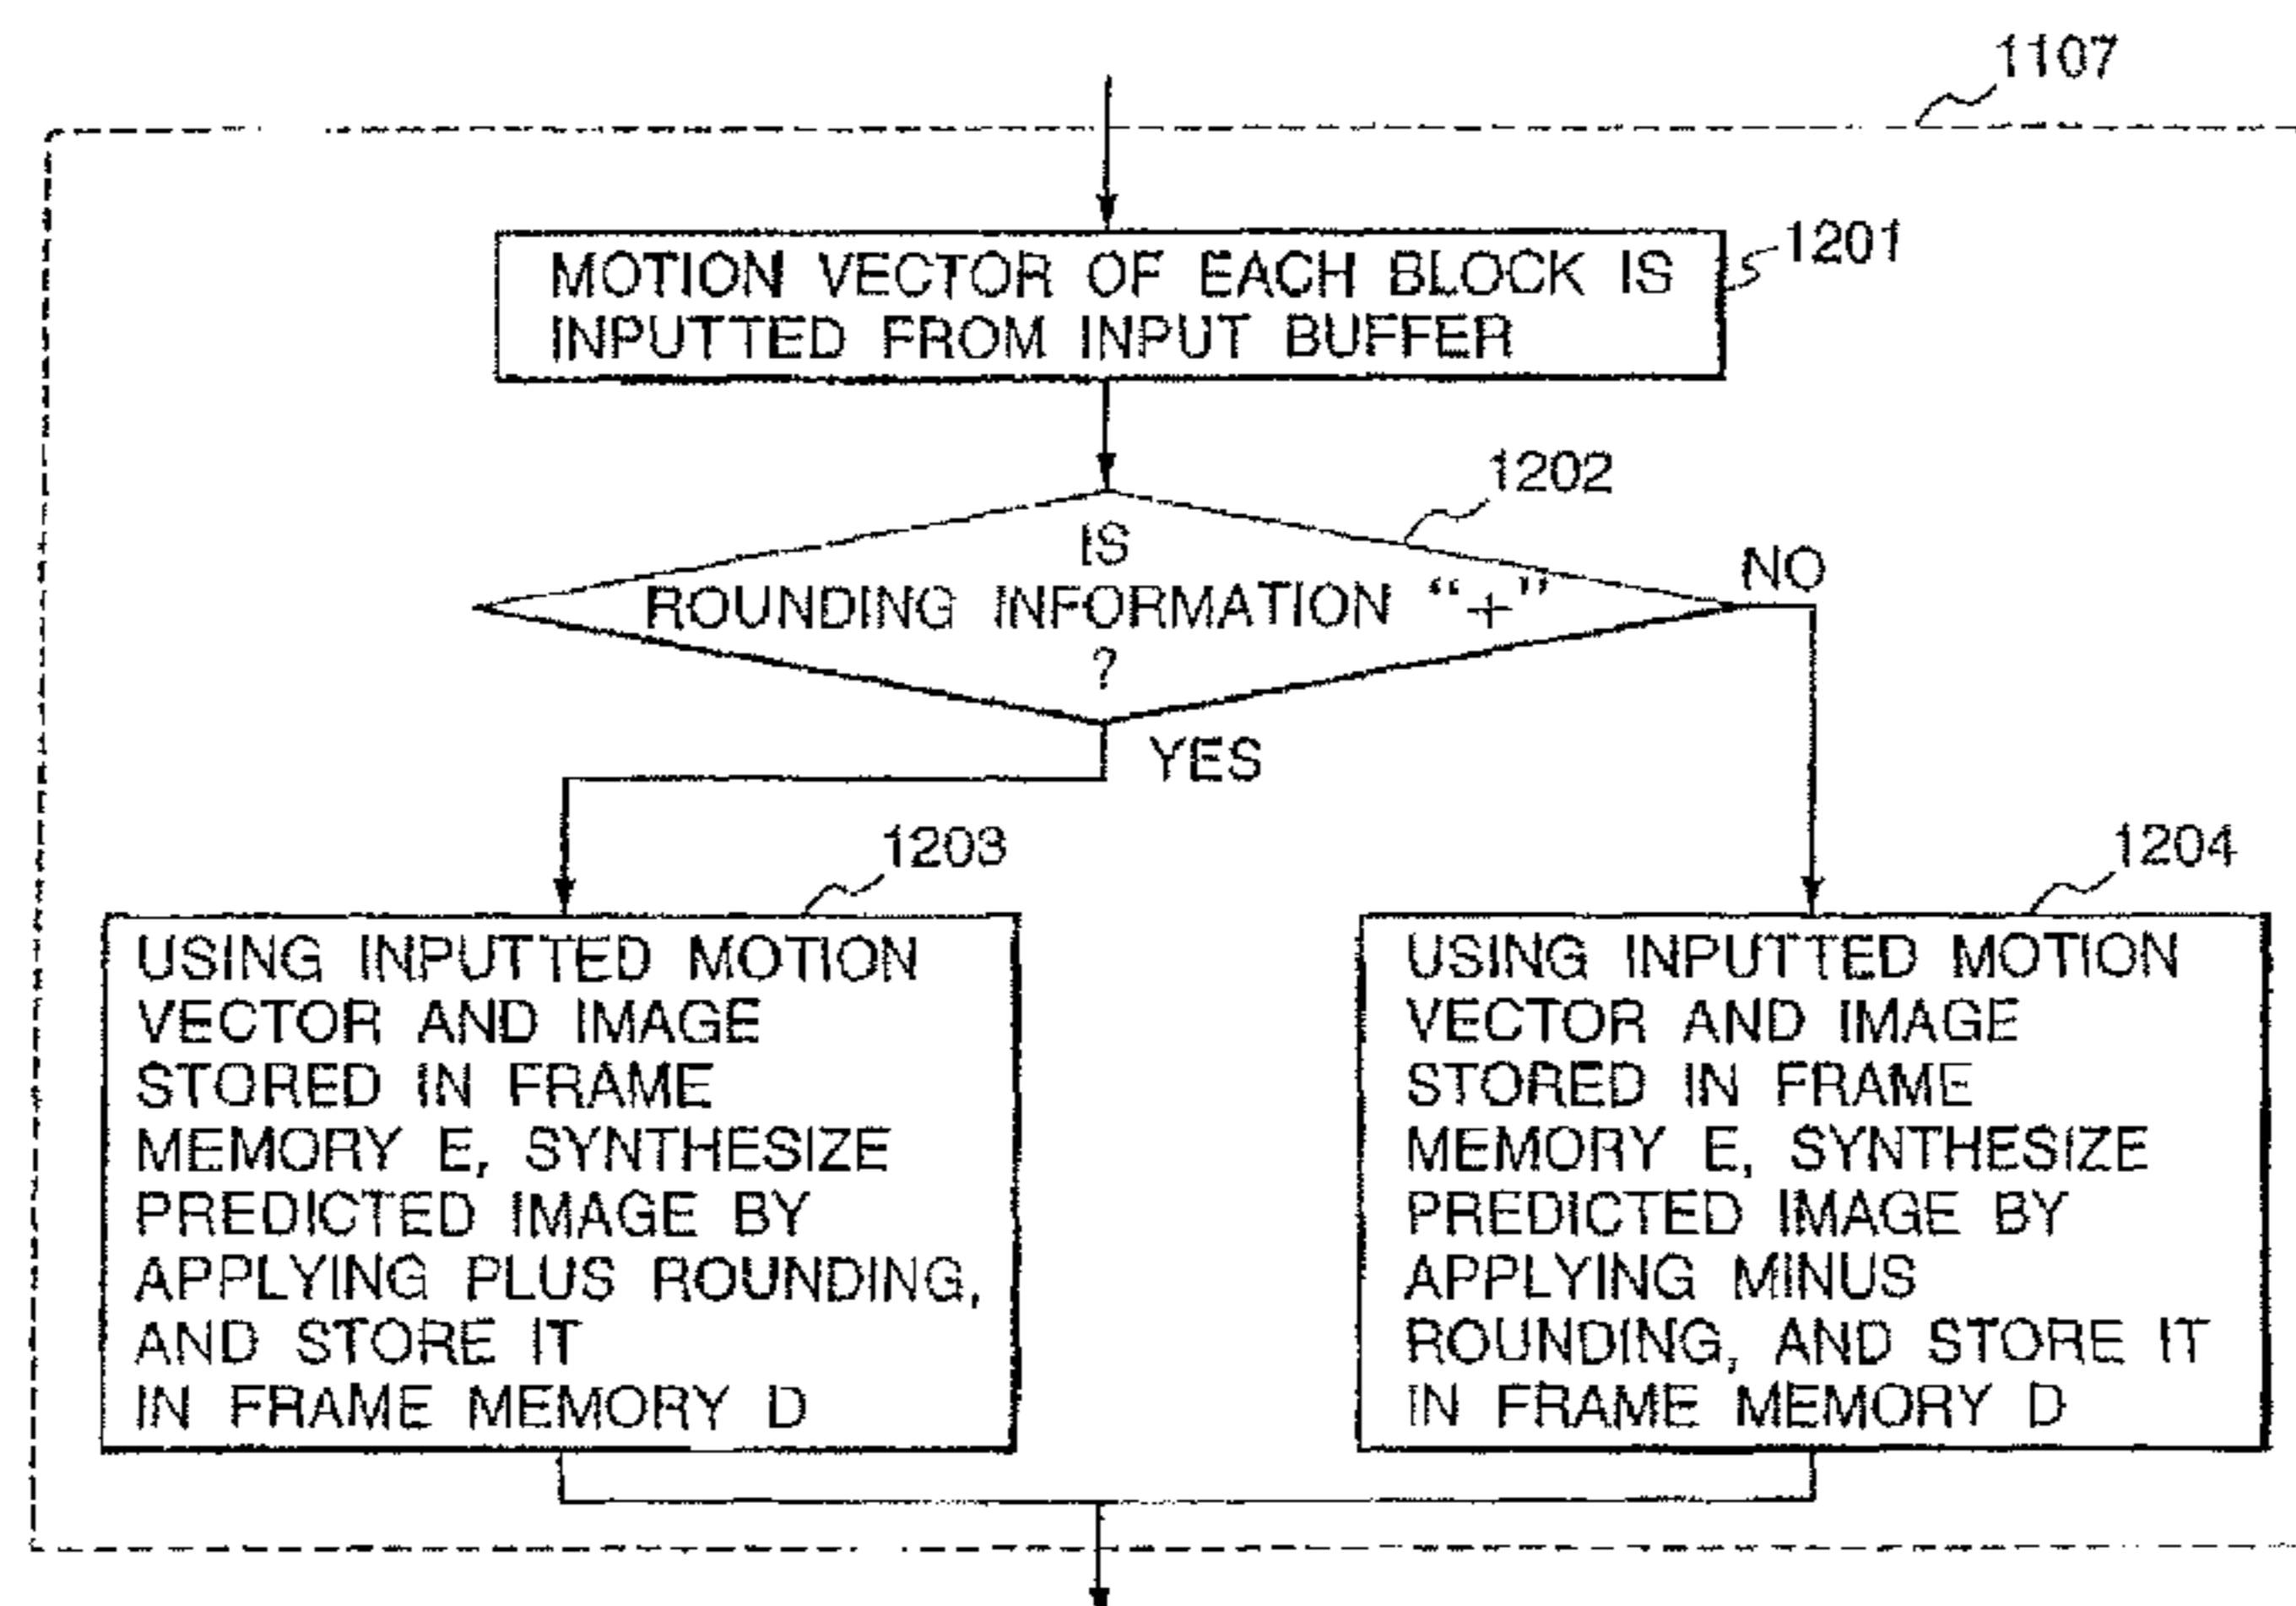 1107
MOTION VECTOR OF EACH BLOCK IS
INPUTTED FROM INPUT BUFFER
1201
1202
IS
ROUNDING INFORMATION “+”
?
NO
YES
1203
USING INPUTTED MOTION
VECTOR AND IMAGE
STORED IN FRAME
MEMORY E, SYNTHESIZE
PREDICTED IMAGE BY
APPLYING PLUS ROUNDING,
AND STORE IT
IN FRAME MEMORY D
1204
USING INPUTTED MOTION
VECTOR AND IMAGE
STORED IN FRAME
MEMORY E, SYNTHESIZE
PREDICTED IMAGE BY
APPLYING MINUS
ROUNDING, AND STORE IT
IN FRAME MEMORY D